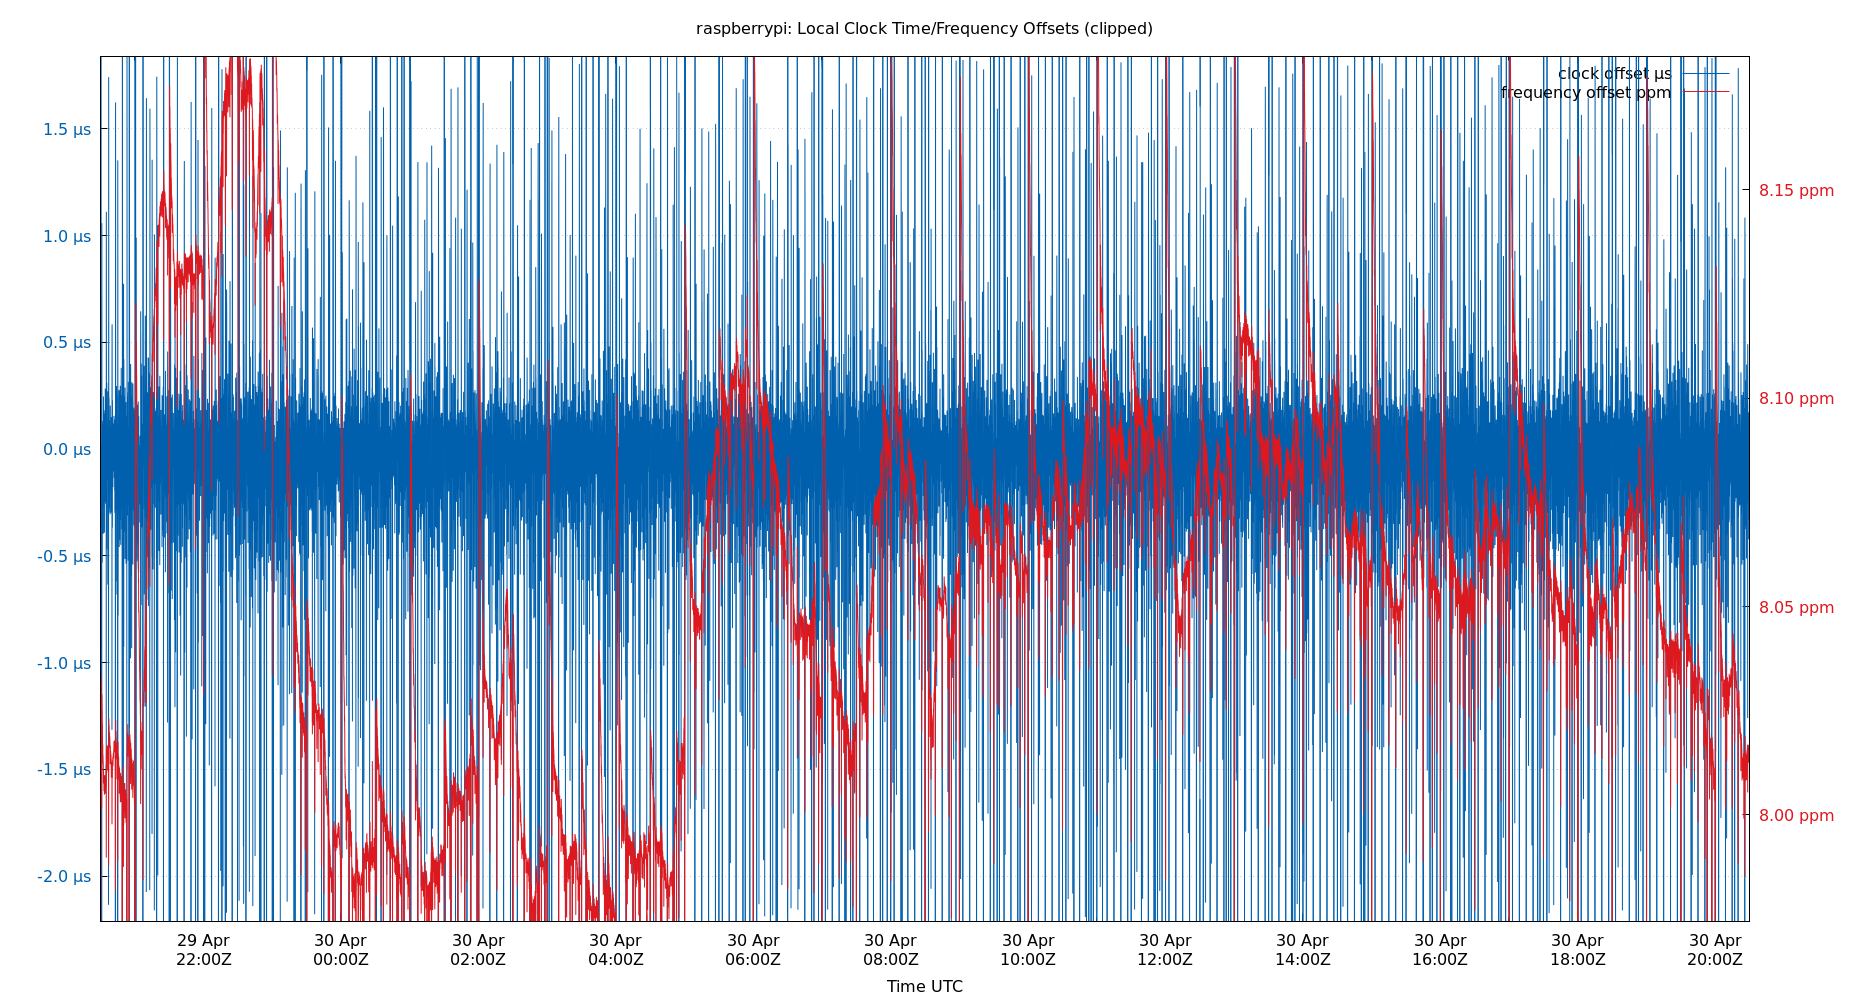 raspberrypi: Local Clock Time/Frequency Offsets (clipped)
clock offset µs
frequency offset ppm
1.5 µs
1.0 µs
0.5 µs
0.0 µs
-0.5 µs
-1.0 µs
-1.5 µs
-2.0 µs
8.15 ppm
8.10 ppm
8.05 ppm
8.00 ppm
29 Apr
22:00Z
30 Apr
00:00Z
30 Apr
02:00Z
30 Apr
04:00Z
30 Apr
06:00Z
30 Apr
08:00Z
30 Apr
10:00Z
30 Apr
12:00Z
30 Apr
14:00Z
30 Apr
16:00Z
30 Apr
18:00Z
30 Apr
20:00Z
Time UTC